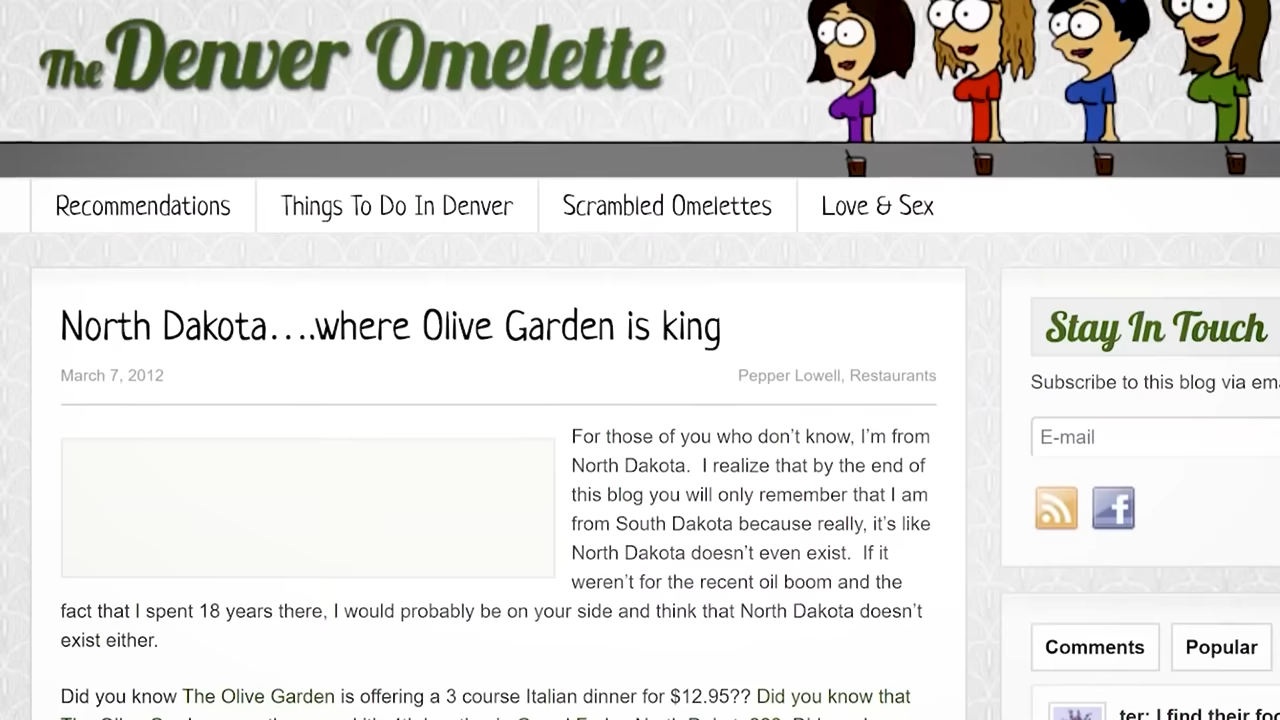 The Denver Omelette
Recommendations
Things To Do In Denver
Scrambled Omelettes
Love & Sex
North Dakota….where Olive Garden is king
March 7, 2012
Pepper Lowell, Restaurants
For those of you who don’t know, I’m from
North Dakota.  I realize that by the end of
this blog you will only remember that I am
from South Dakota because really, it’s like
North Dakota doesn’t even exist.  If it
weren’t for the recent oil boom and the
fact that I spent 18 years there, I would probably be on your side and think that North Dakota doesn’t
exist either.
Did you know The Olive Garden is offering a 3 course Italian dinner for $12.95?? Did you know that
Stay In Touch
Subscribe to this blog via
E-mail
Comments
Popular
ter: I find their